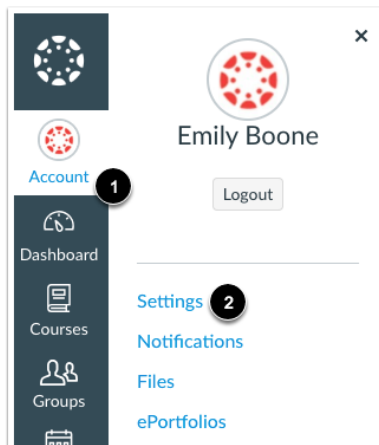 ×
Emily Boone
Account
1
Logout
Dashboard
Settings 2
Courses
Notifications
Files
Groups
ePortfolios